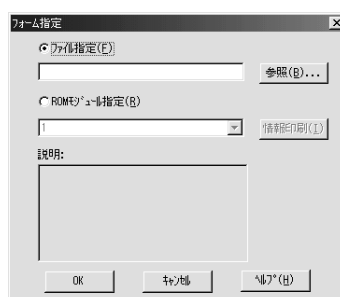 フォーム指定
ファイル指定(F)
参照(B)...
ROMモジュール指定(R)
1
情報印刷(I)
説明:
OK キャンセル ヘルプ(H)